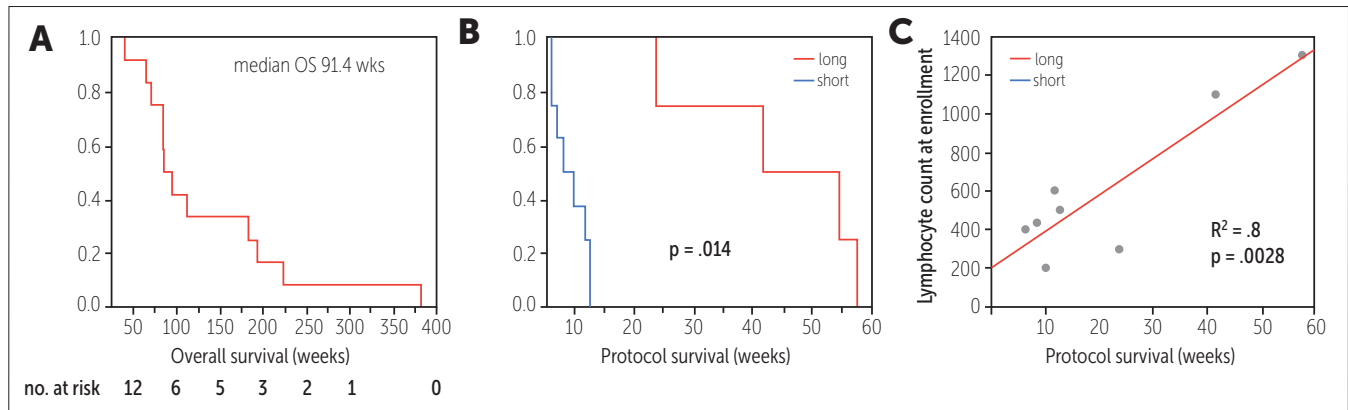 A
1.0
0.8
0.6
0.4
0.2
0.0
median OS 91.4 wks
50 100 150 200 250 300 350 400
Overall survival (weeks)
no. at risk 12 6 5 3 2 1 0
B
1.0
0.8
0.6
0.4
0.2
0.0
long
short
p = .014
10 20 30 40 50 60
Protocol survival (weeks)
C
Lymphocyte count at enrollment
1400
1200
1000
800
600
400
200
0
long
short
R² = .8
p = .0028
10 20 30 40 50 60
Protocol survival (weeks)